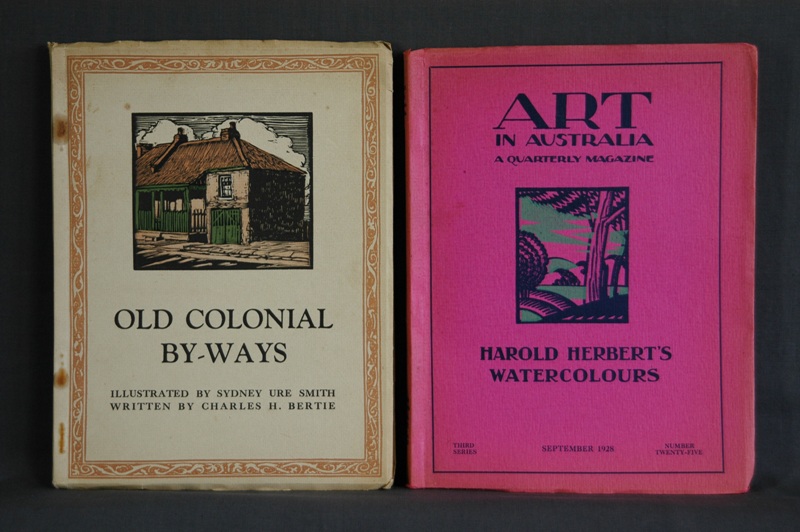 OLD COLONIAL
BY-WAYS
ILLUSTRATED BY SYDNEY URE SMITH
WRITTEN BY CHARLES H. BERTIE
ART
IN AUSTRALIA
A QUARTERLY MAGAZINE
HAROLD HERBERT'S
WATERCOLOURS
THIRD
SERIES
SEPTEMBER 1928
NUMBER
TWENTY-FIVE